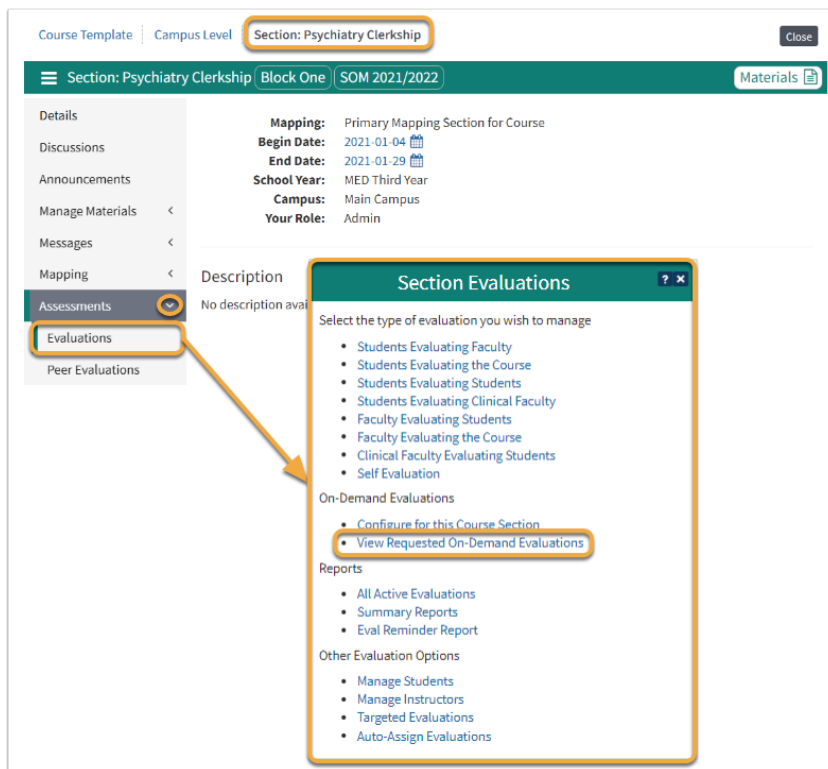 Course Template Campus Level Section: Psychiatry Clerkship Close
Section: Psychiatry Clerkship Block One SOM 2021/2022 Materials
Details
Discussions
Announcements
Manage Materials
Messages
Mapping
Assessments
Evaluations
Peer Evaluations
Mapping: Primary Mapping Section for Course
Begin Date: 2021-01-04
End Date: 2021-01-29
School Year: MED Third Year
Campus: Main Campus
Your Role: Admin
Description
No description avai
Section Evaluations ? x
Select the type of evaluation you wish to manage
• Students Evaluating Faculty
• Students Evaluating the Course
• Students Evaluating Students
• Students Evaluating Clinical Faculty
• Faculty Evaluating Students
• Faculty Evaluating the Course
• Clinical Faculty Evaluating Students
• Self Evaluation
On-Demand Evaluations
• Configure for this Course Section
• View Requested On-Demand Evaluations
Reports
• All Active Evaluations
• Summary Reports
• Eval Reminder Report
Other Evaluation Options
• Manage Students
• Manage Instructors
• Targeted Evaluations
• Auto-Assign Evaluations